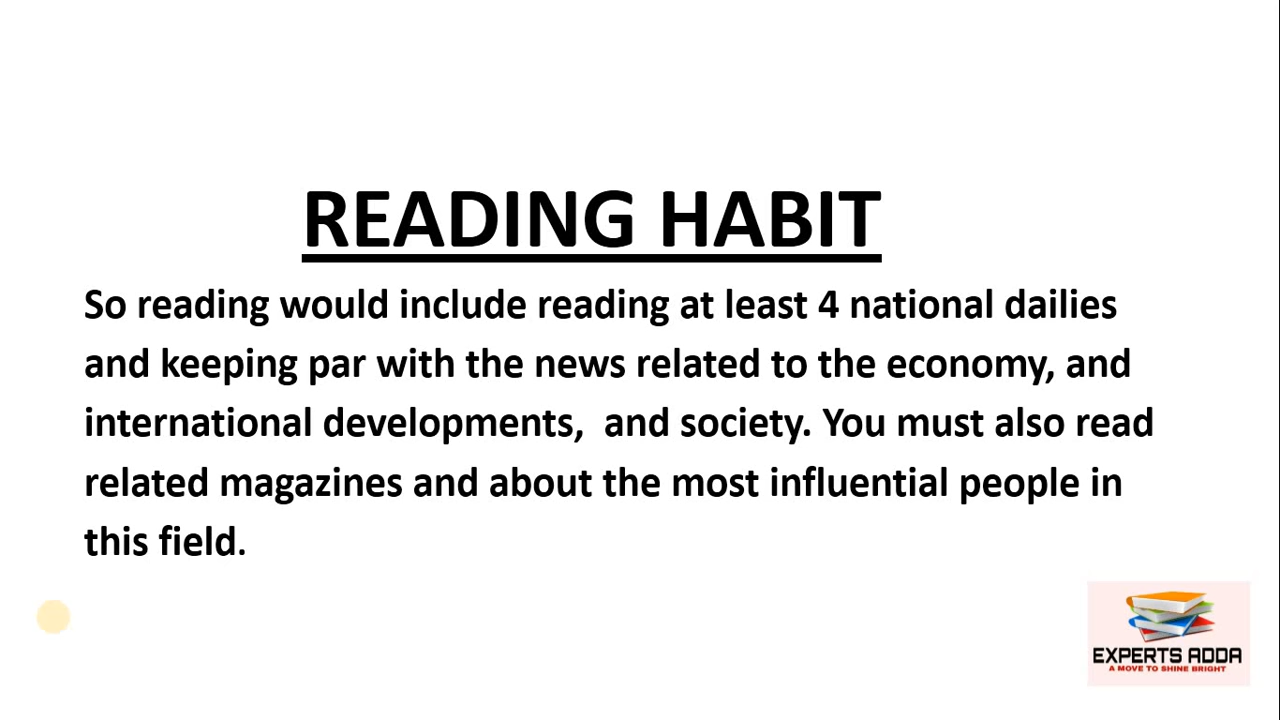 READING HABIT
So reading would include reading at least 4 national dailies
and keeping par with the news related to the economy, and
international developments,  and society. You must also read
related magazines and about the most influential people in
this field.
EXPERTS ADDA
A MOVE TO SHINE BRIGHT